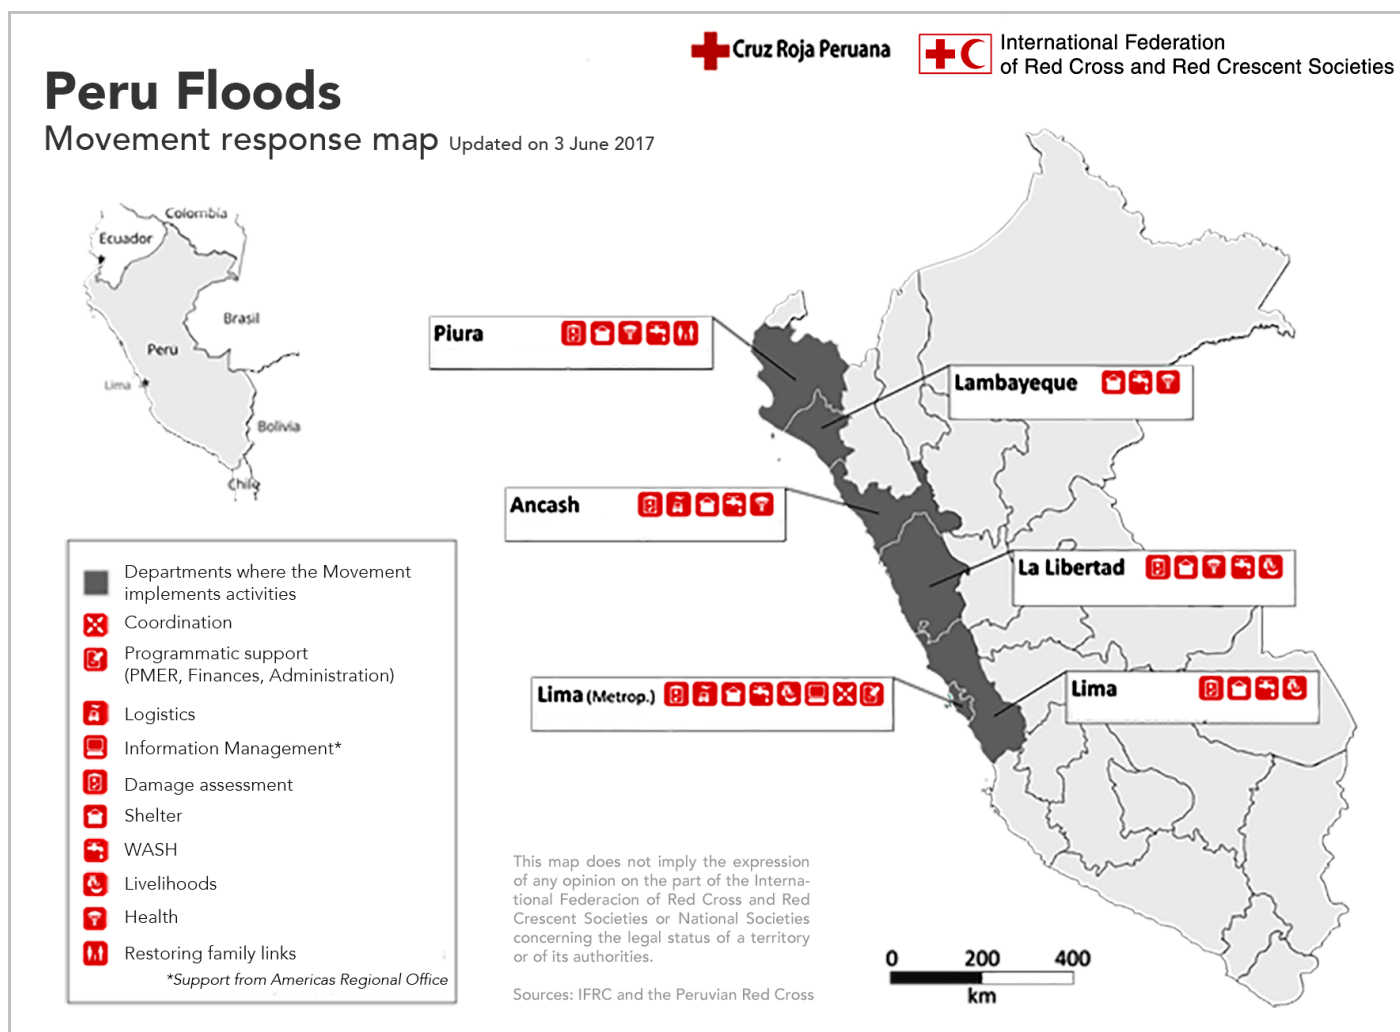 Cruz Roja Peruana
International Federation
of Red Cross and Red Crescent Societies
Peru Floods
Movement response map Updated on 3 June 2017
Colombia
Ecuador
Brasil
Perú
Lima
Bolivia
Chile
Piura
Lambayeque
Ancash
La Libertad
Lima (Metrop.)
Lima
Departments where the Movement
implements activities
Coordination
Programmatic support
(PMER, Finances, Administration)
Logistics
Information Management*
Damage assessment
Shelter
WASH
Livelihoods
Health
Restoring family links
*Support from Americas Regional Office
This map does not imply the expression
of any opinion on the part of the Interna-
tional Federacion of Red Cross and Red
Crescent Societies or National Societies
concerning the legal status of a territory
or of its authorities.
Sources: IFRC and the Peruvian Red Cross
0 200 400
km